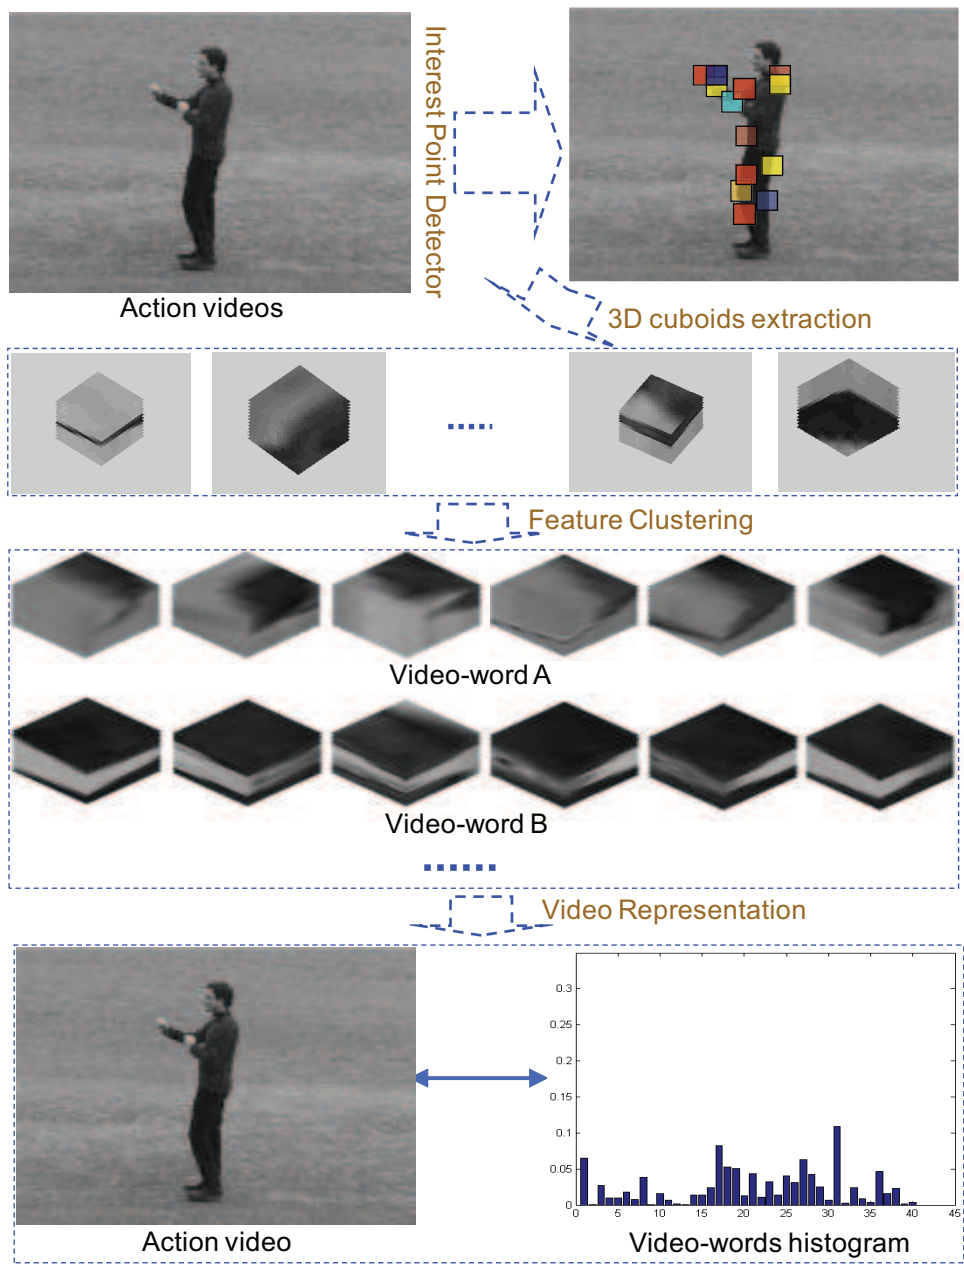 Interest Point Detector
Action videos
3D cuboids extraction
Feature Clustering
Video-word A
Video-word B
Video Representation
0.3
0.25
0.2
0.15
0.1
0.05
0
0 5 10 15 20 25 30 35 40 45
Action video
Video-words histogram